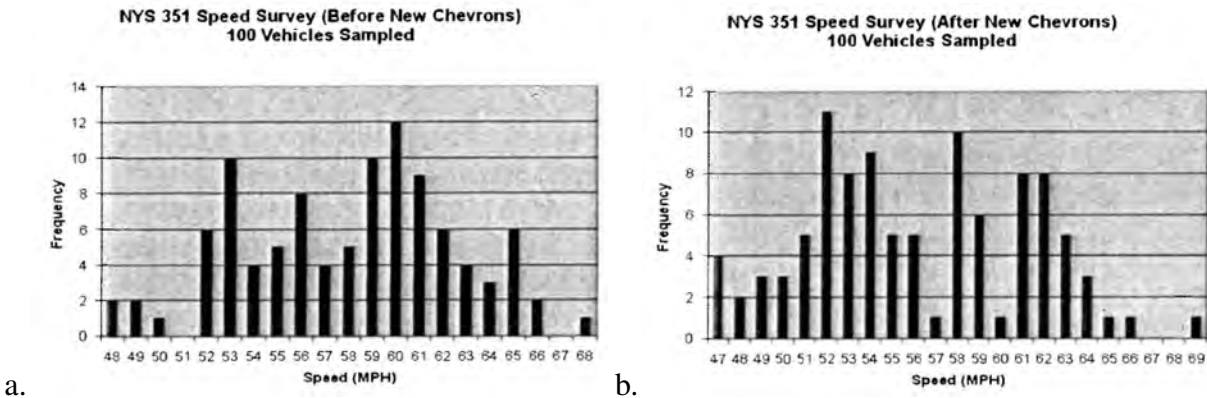 NYS 351 Speed Survey (Before New Chevrons)
100 Vehicles Sampled
14
12
10
8
6
4
2
0
Frequency
48 49 50 51 52 53 54 55 56 57 58 59 60 61 62 63 64 65 66 67 68
Speed (MPH)
a.
NYS 351 Speed Survey (After New Chevrons)
100 Vehicles Sampled
12
10
8
6
4
2
0
Frequency
47 48 49 50 51 52 53 54 55 56 57 58 59 60 61 62 63 64 65 66 67 68 69
Speed (MPH)
b.